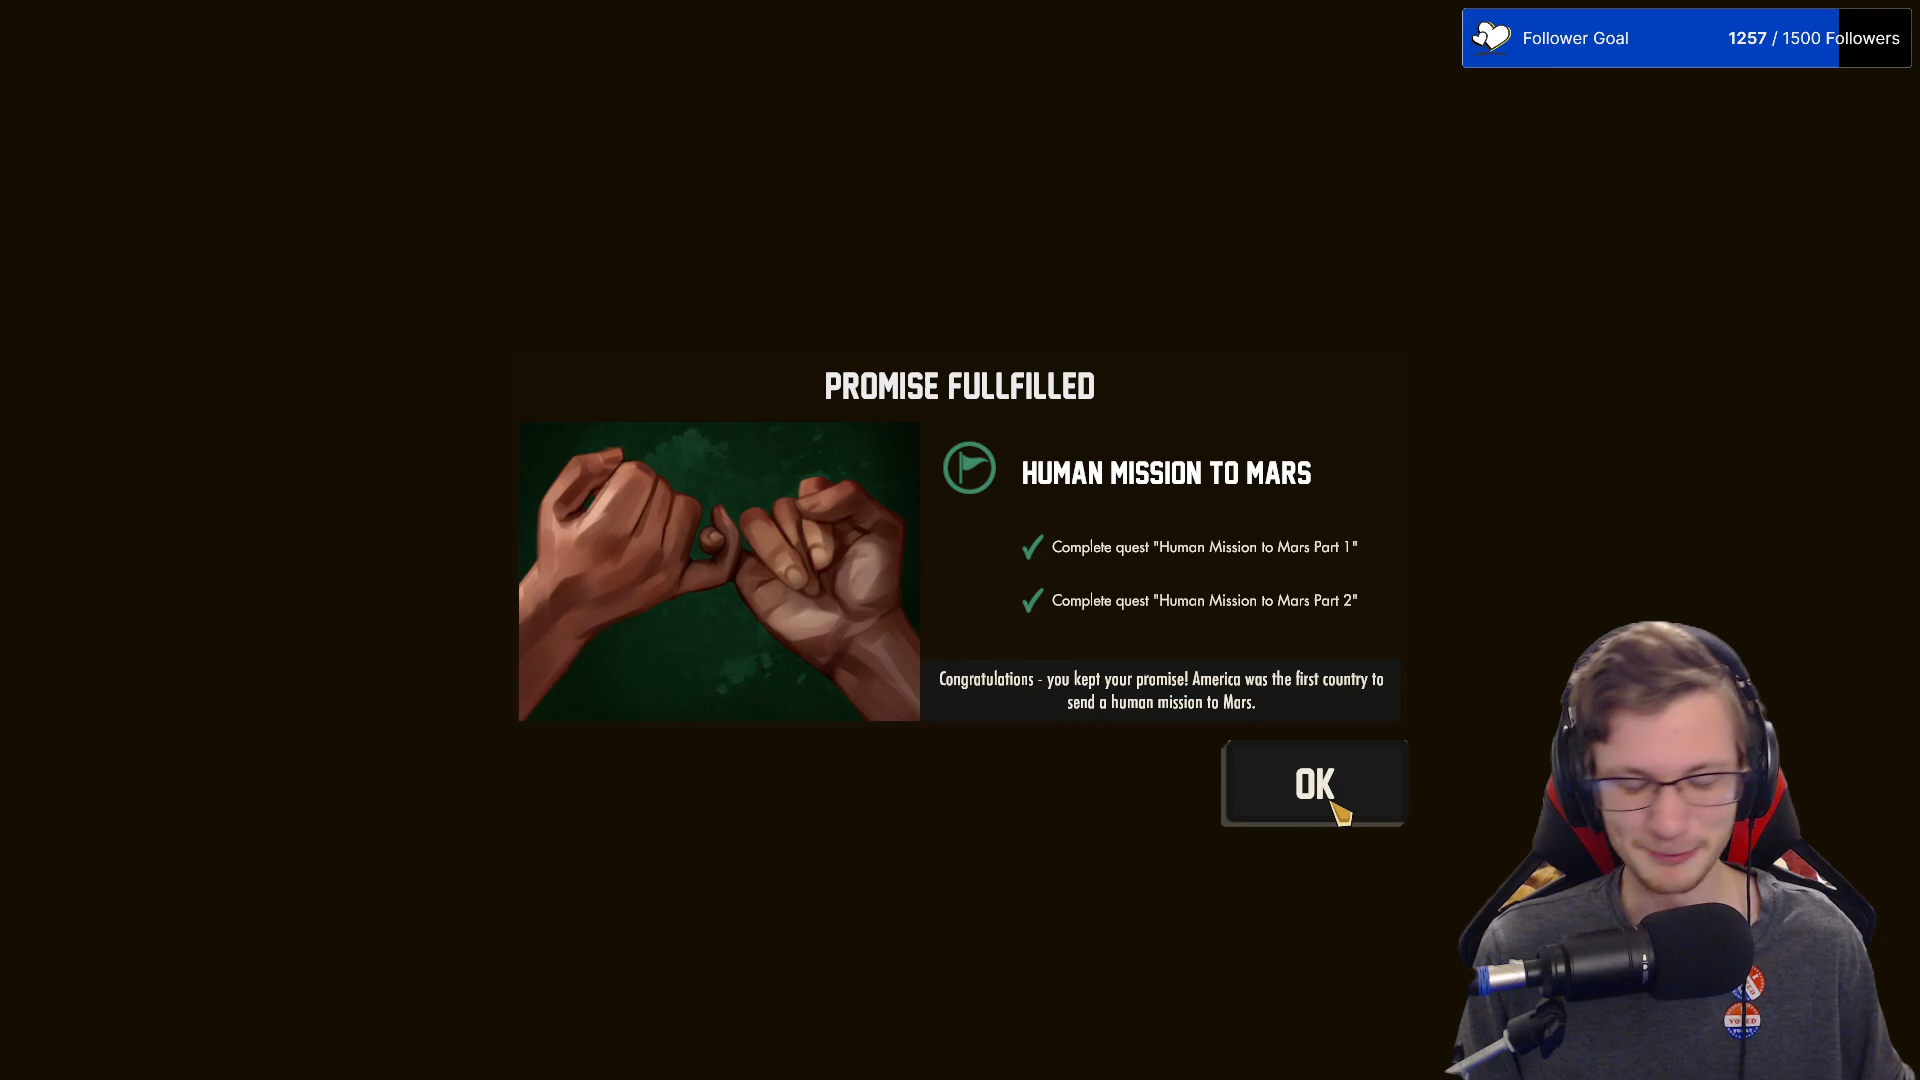 Follower Goal
1257 / 1500 Followers
PROMISE FULLFILLED
HUMAN MISSION TO MARS
Complete quest "Human Mission to Mars Part 1"
Complete quest "Human Mission to Mars Part 2"
Congratulations - you kept your promise! America was the first country to
send a human mission to Mars.
OK
VOTED